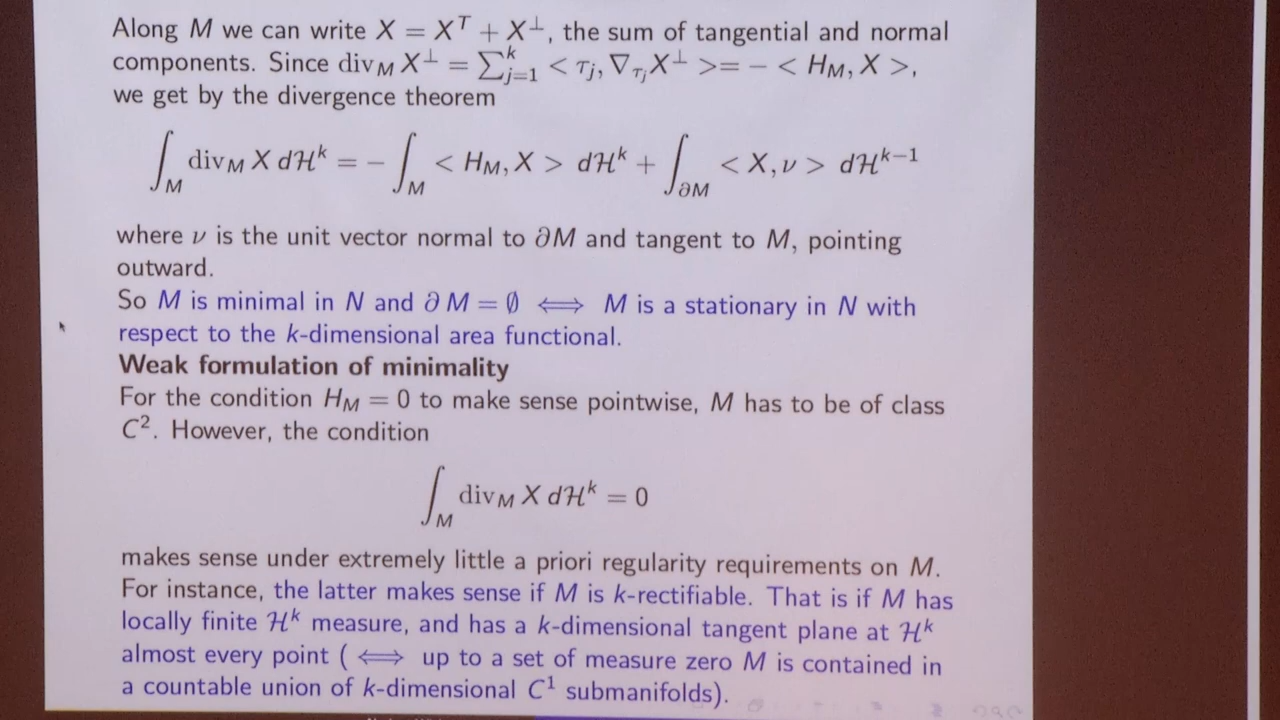 Along M we can write X = X^T + X^⊥, the sum of tangential and normal
components. Since div_M X^⊥ = ∑_{j=1}^k < τ_j, ∇_{τ_j} X^⊥ >= − < H_M, X >,
we get by the divergence theorem
∫_M div_M X dℋ^k = − ∫_M < H_M, X > dℋ^k + ∫_{∂M} < X, ν > dℋ^{k−1}
where ν is the unit vector normal to ∂M and tangent to M, pointing
outward.
So M is minimal in N and ∂ M = ∅ ⟺ M is a stationary in N with
respect to the k-dimensional area functional.
Weak formulation of minimality
For the condition H_M = 0 to make sense pointwise, M has to be of class
C^2. However, the condition
∫_M div_M X dℋ^k = 0
makes sense under extremely little a priori regularity requirements on M.
For instance, the latter makes sense if M is k-rectifiable. That is if M has
locally finite ℋ^k measure, and has a k-dimensional tangent plane at ℋ^k
almost every point ( ⟺ up to a set of measure zero M is contained in
a countable union of k-dimensional C^1 submanifolds).